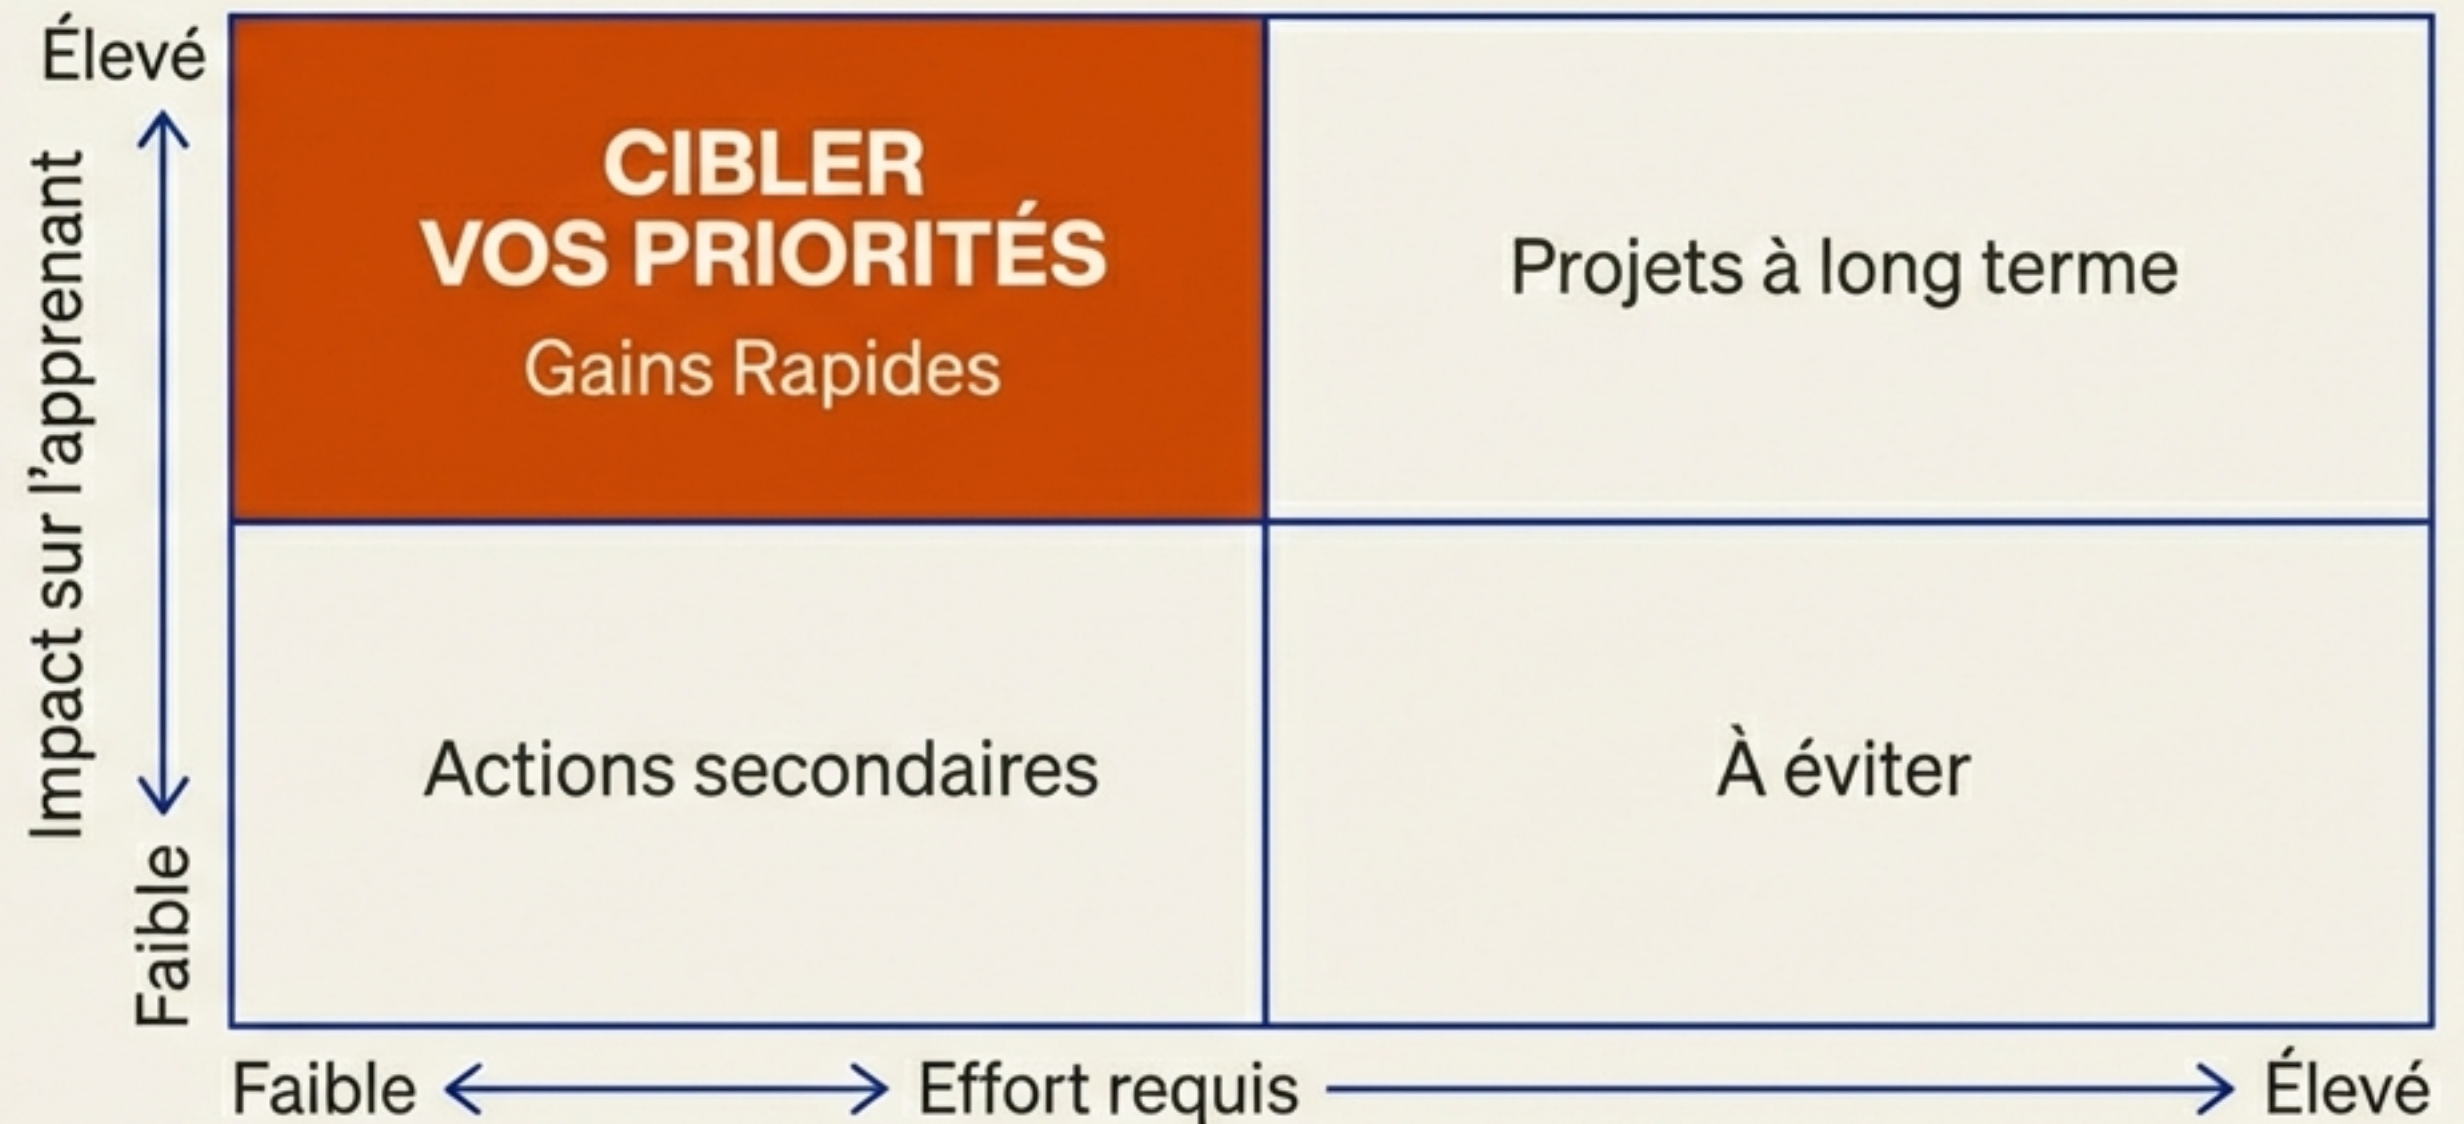 Élevé
Impact sur l'apprenant
Faible
CIBLER
VOS PRIORITÉS
Gains Rapides
Projets à long terme
Actions secondaires
À éviter
Faible
Effort requis
Élevé